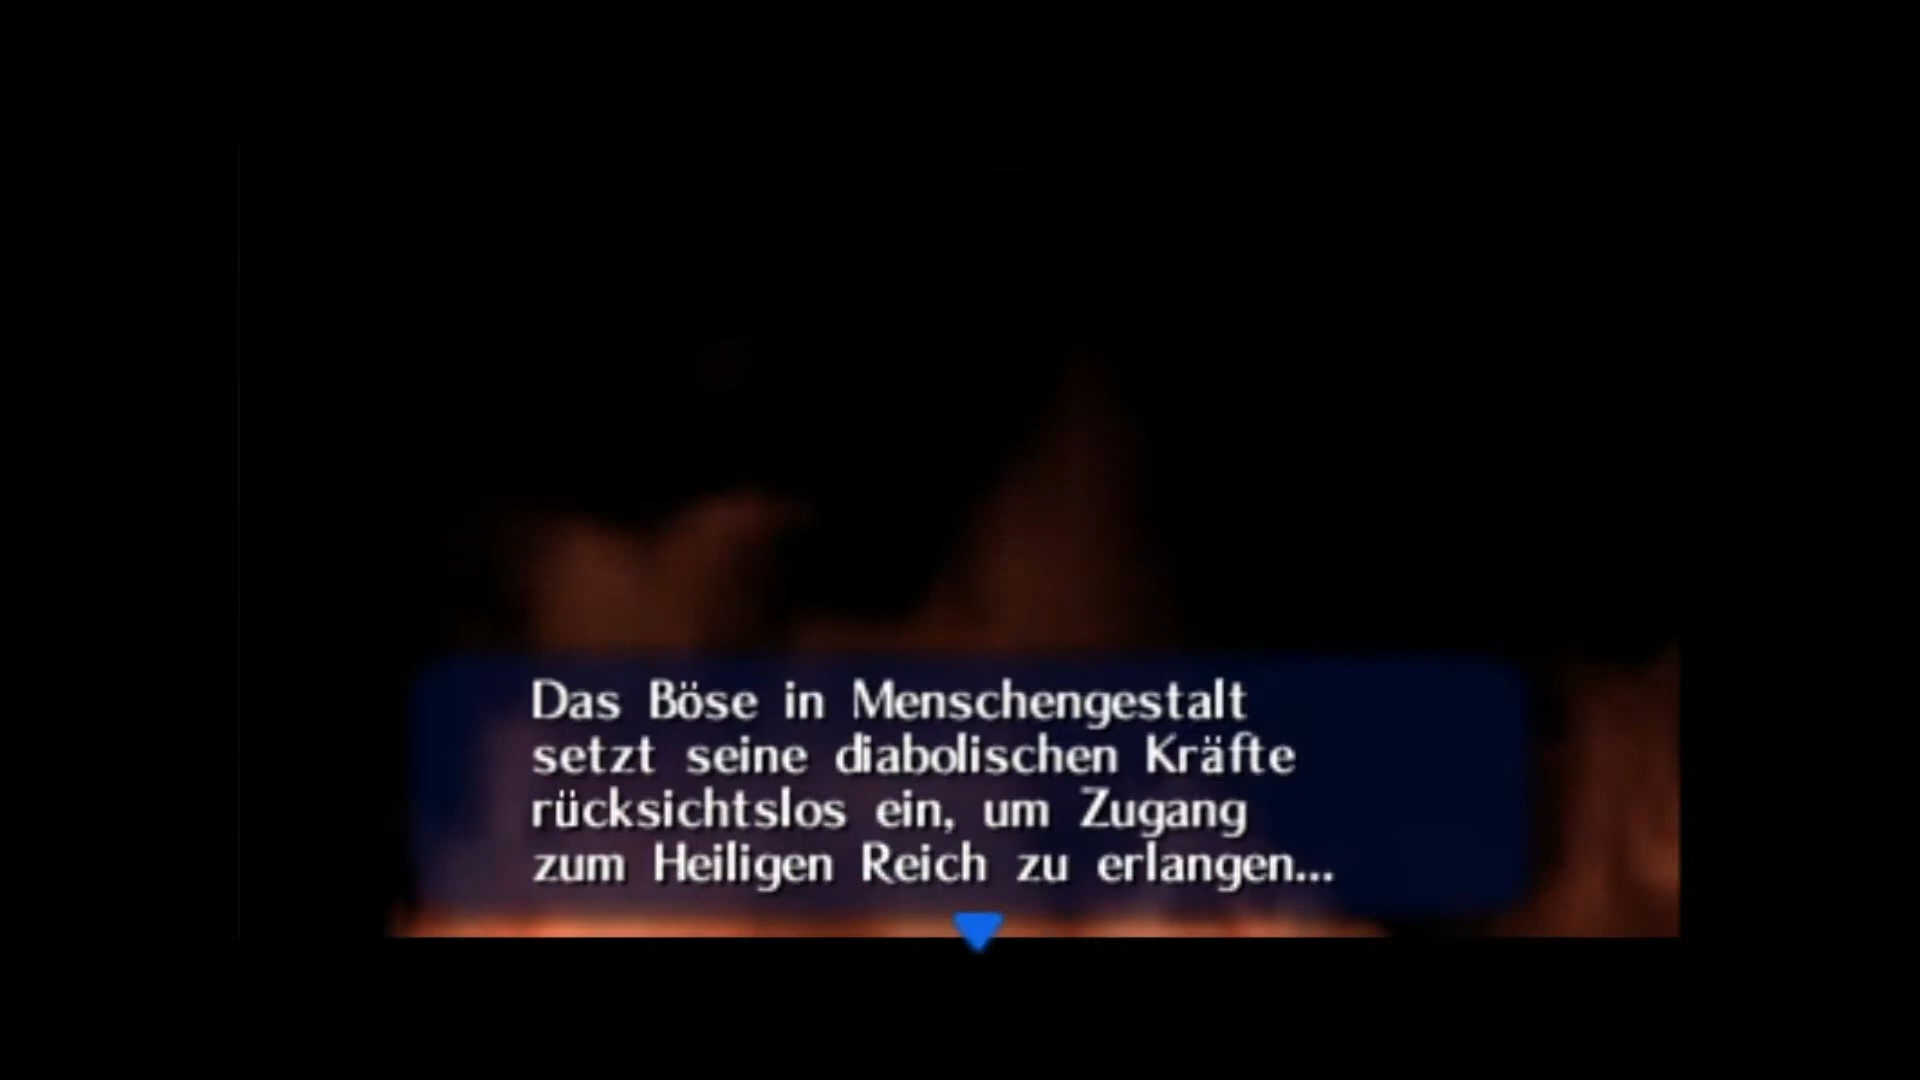 Das Böse in Menschengestalt
setzt seine diabolischen Kräfte
rücksichtslos ein, um Zugang
zum Heiligen Reich zu erlangen...